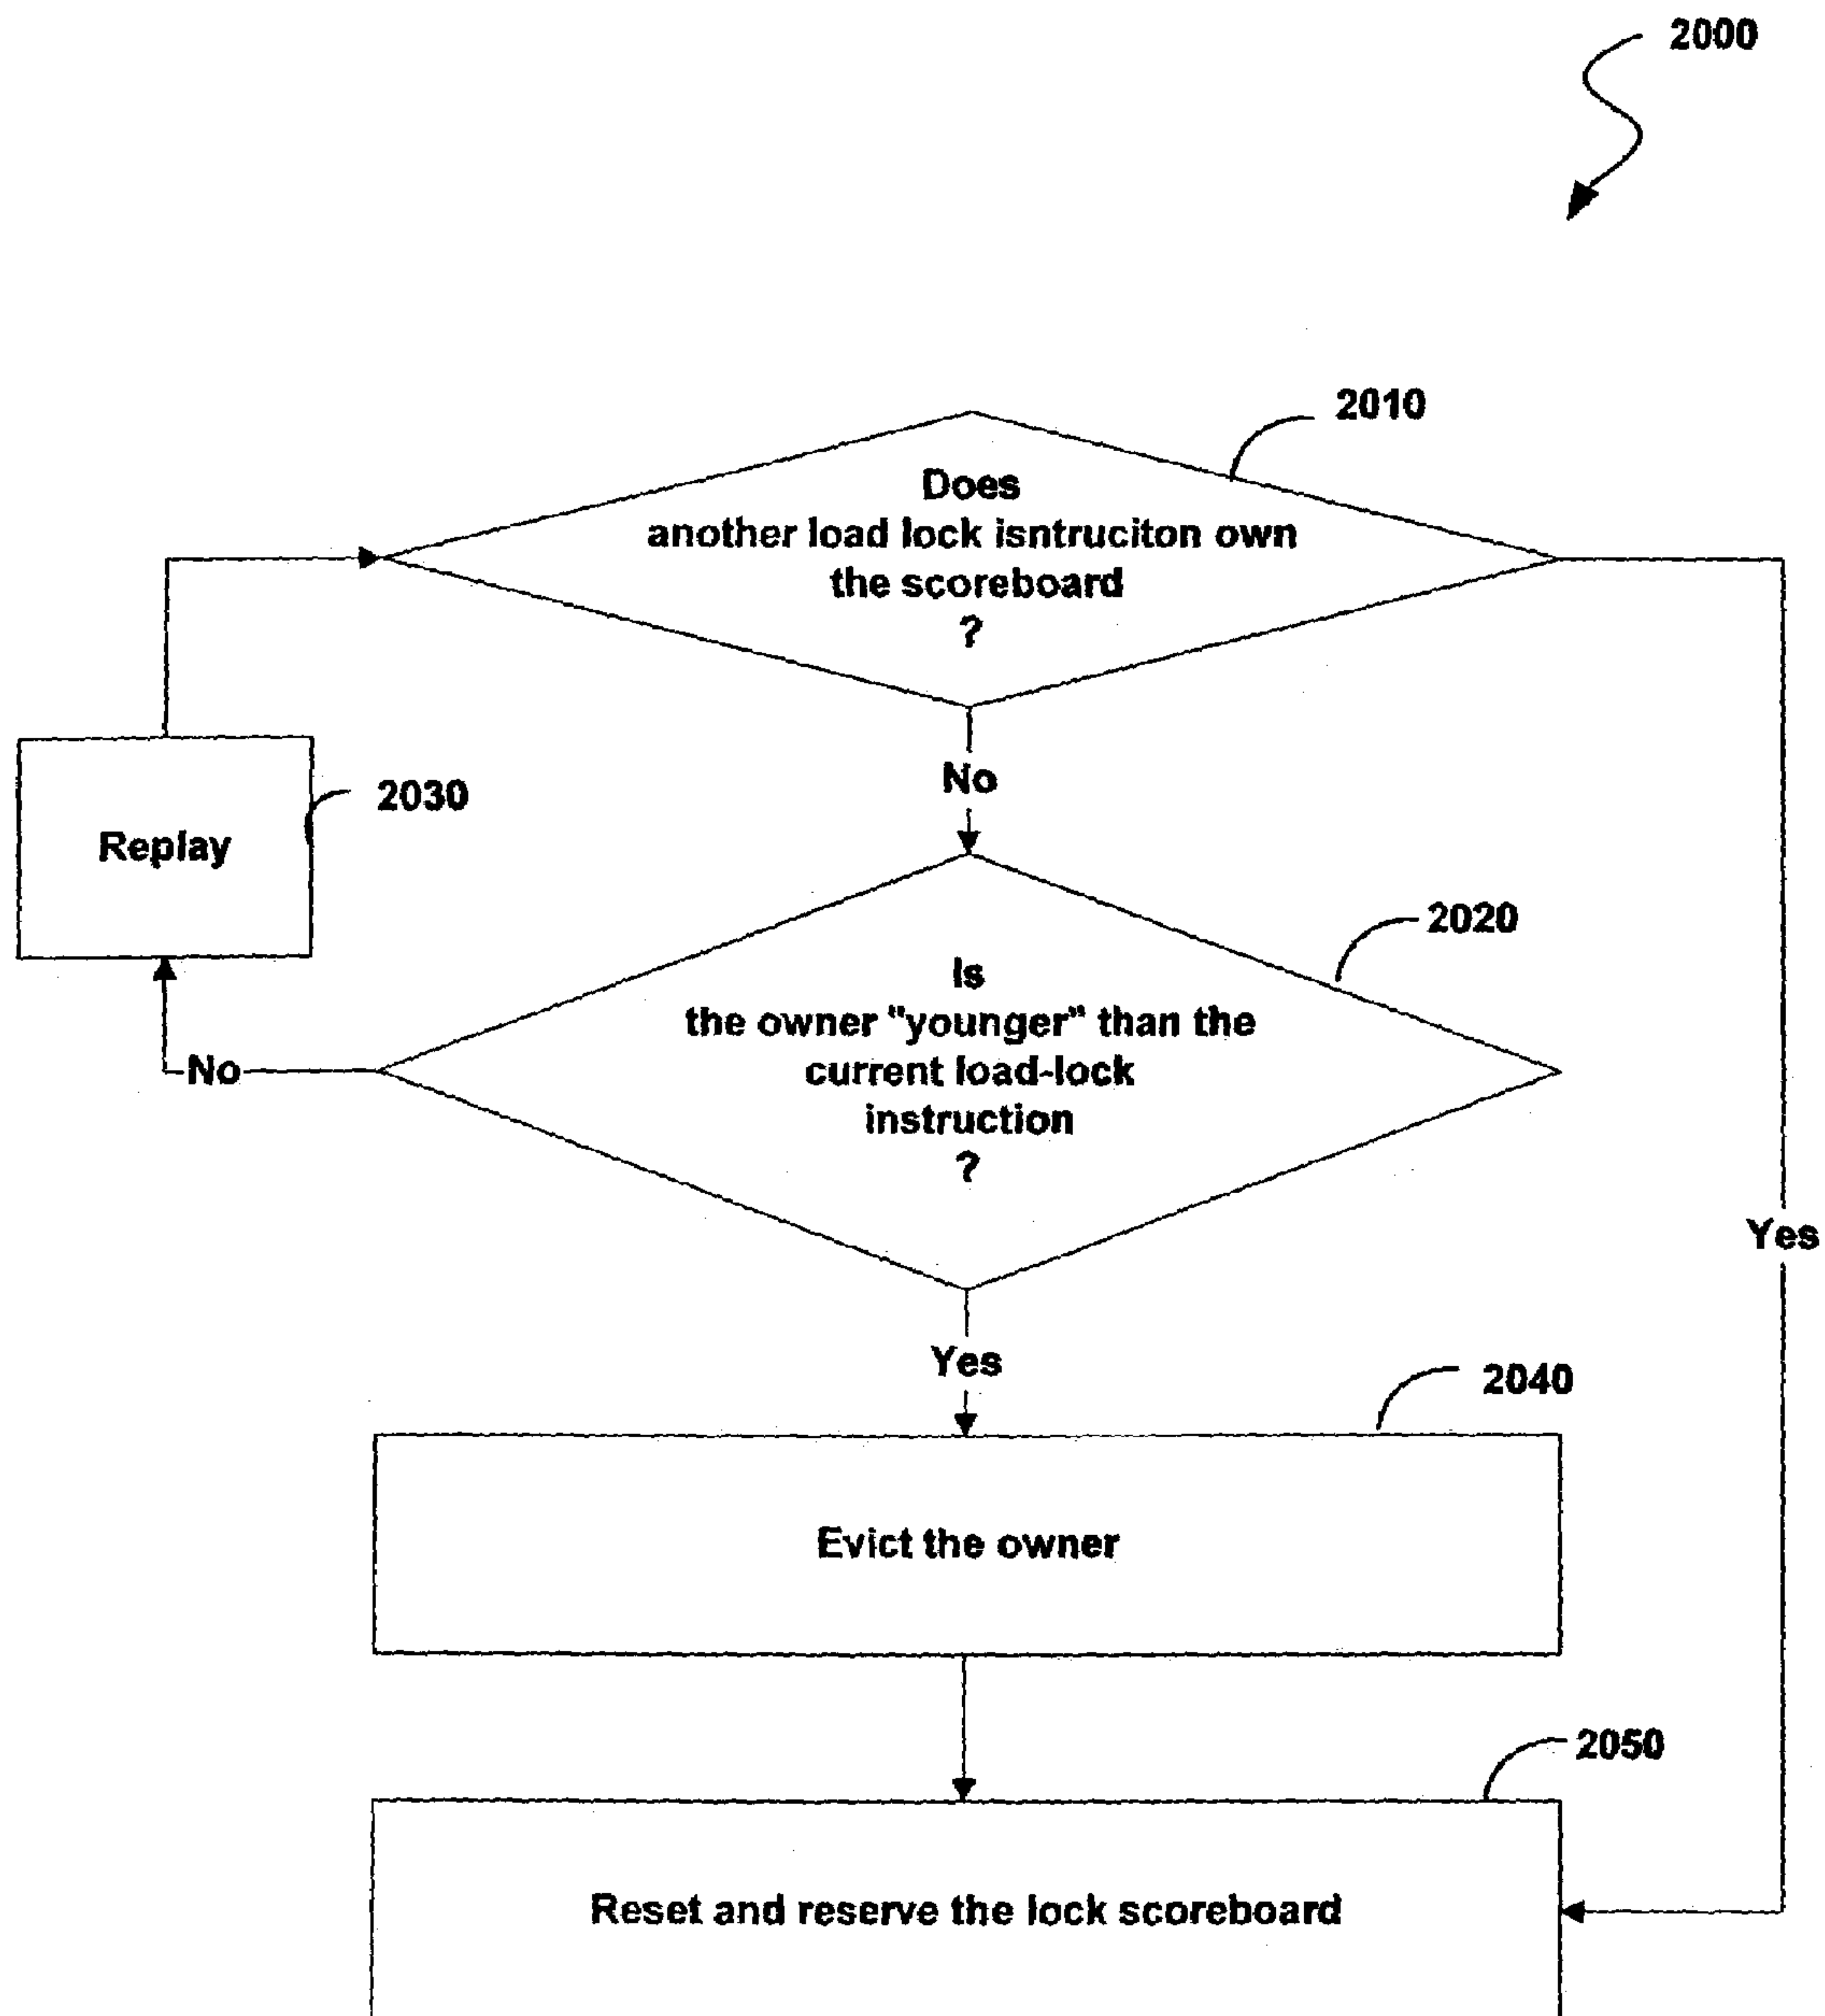 2000
2010
Does
another load lock isntruciton own
the scoreboard
?
No
2030
Replay
2020
Is
the owner "younger" than the
current load-lock
instruction
?
No
Yes
Yes
2040
Evict the owner
2050
Reset and reserve the lock scoreboard